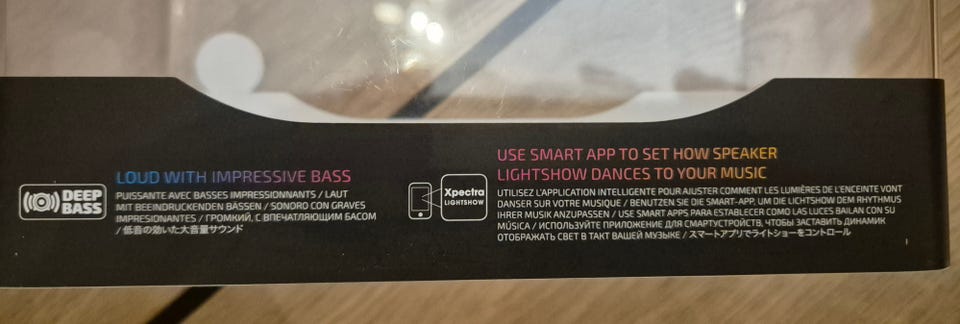 DEEP
BASS
LOUD WITH IMPRESSIVE BASS
PUISSANTE AVEC BASSES IMPRESSIONNANTS / LAUT
MIT BEEINDRUCKENDEN BASSEN / SONORO CON GRAVES
IMPRESIONANTES / ГРОМКИЙ, С ВПЕЧАТЛЯЮЩИМ БАСОМ
/ 低音の効いた大音量サウンド
Xpectra
LIGHTSHOW
USE SMART APP TO SET HOW SPEAKER
LIGHTSHOW DANCES TO YOUR MUSIC
UTILISEZ L'APPLICATION INTELLIGENTE POUR AJUSTER COMMENT LES LUMIÈRES DE L'ENCEINTE VONT
DANSER SUR VOTRE MUSIQUE / BENUTZEN SIE DIE SMART-APP, UM DIE LICHTSHOW DEM RHYTHMUS
IHRER MUSIK ANZUPASSEN / USE SMART APPS PARA ESTABLECER COMO LAS LUCES BAILAN CON SU
MÚSICA / ИСПОЛЬЗУЙТЕ ПРИЛОЖЕНИЕ ДЛЯ СМАРТУСТРОЙСТВ, ЧТОБЫ ЗАСТАВИТЬ ДИНАМИК
ОТОБРАЖАТЬ СВЕТ В ТАКТ ВАШЕЙ МУЗЫКЕ / スマートアプリでライトショーをコントロール